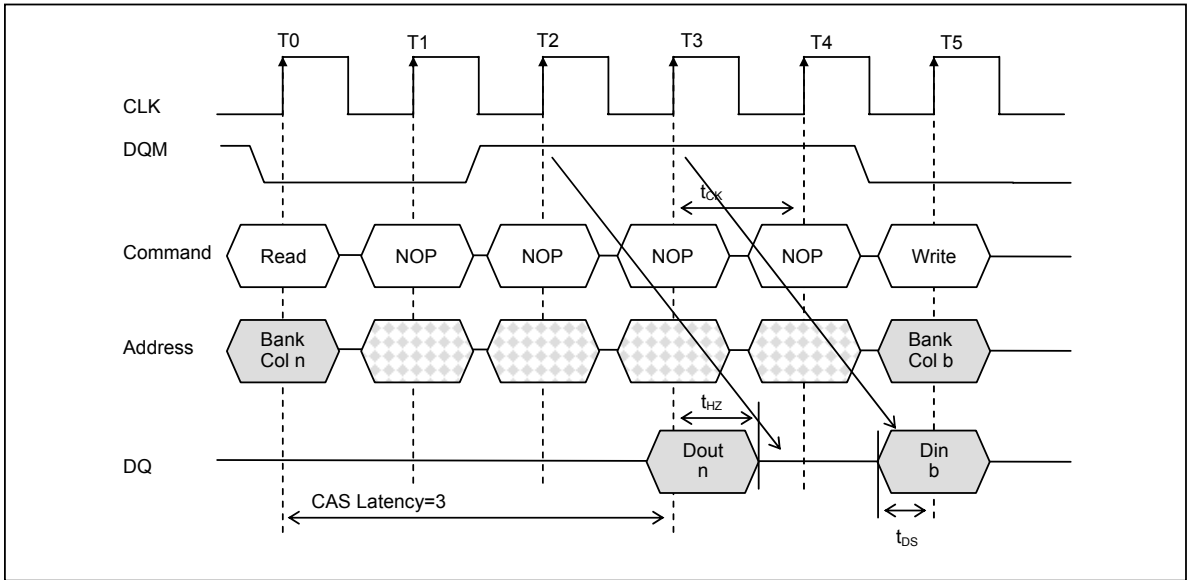 T0 T1 T2 T3 T4 T5
CLK
DQM
tCK
Command Read NOP NOP NOP NOP Write
Address Bank Col n Bank Col b
tHZ
DQ Dout n Din b
CAS Latency=3
tDS